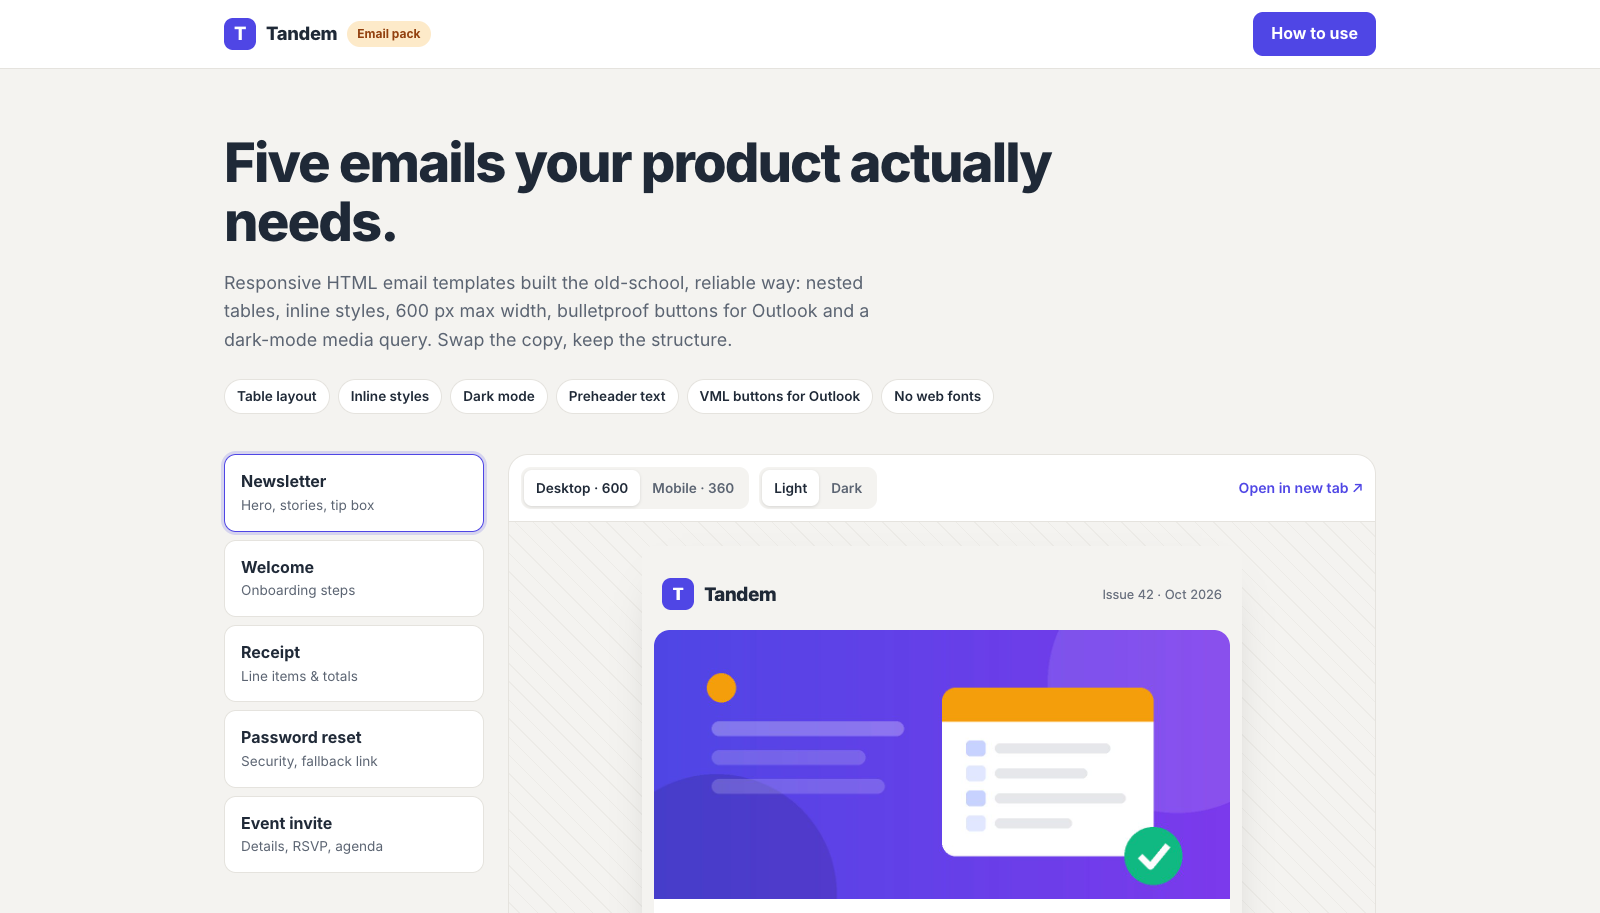 T Tandem Email pack
How to use
Five emails your product actually
needs.
Responsive HTML email templates built the old-school, reliable way: nested
tables, inline styles, 600 px max width, bulletproof buttons for Outlook and a
dark-mode media query. Swap the copy, keep the structure.
Table layout
Inline styles
Dark mode
Preheader text
VML buttons for Outlook
No web fonts
Newsletter
Hero, stories, tip box
Welcome
Onboarding steps
Receipt
Line items & totals
Password reset
Security, fallback link
Event invite
Details, RSVP, agenda
Desktop · 600
Mobile · 360
Light
Dark
Open in new tab ↗
T Tandem
Issue 42 · Oct 2026